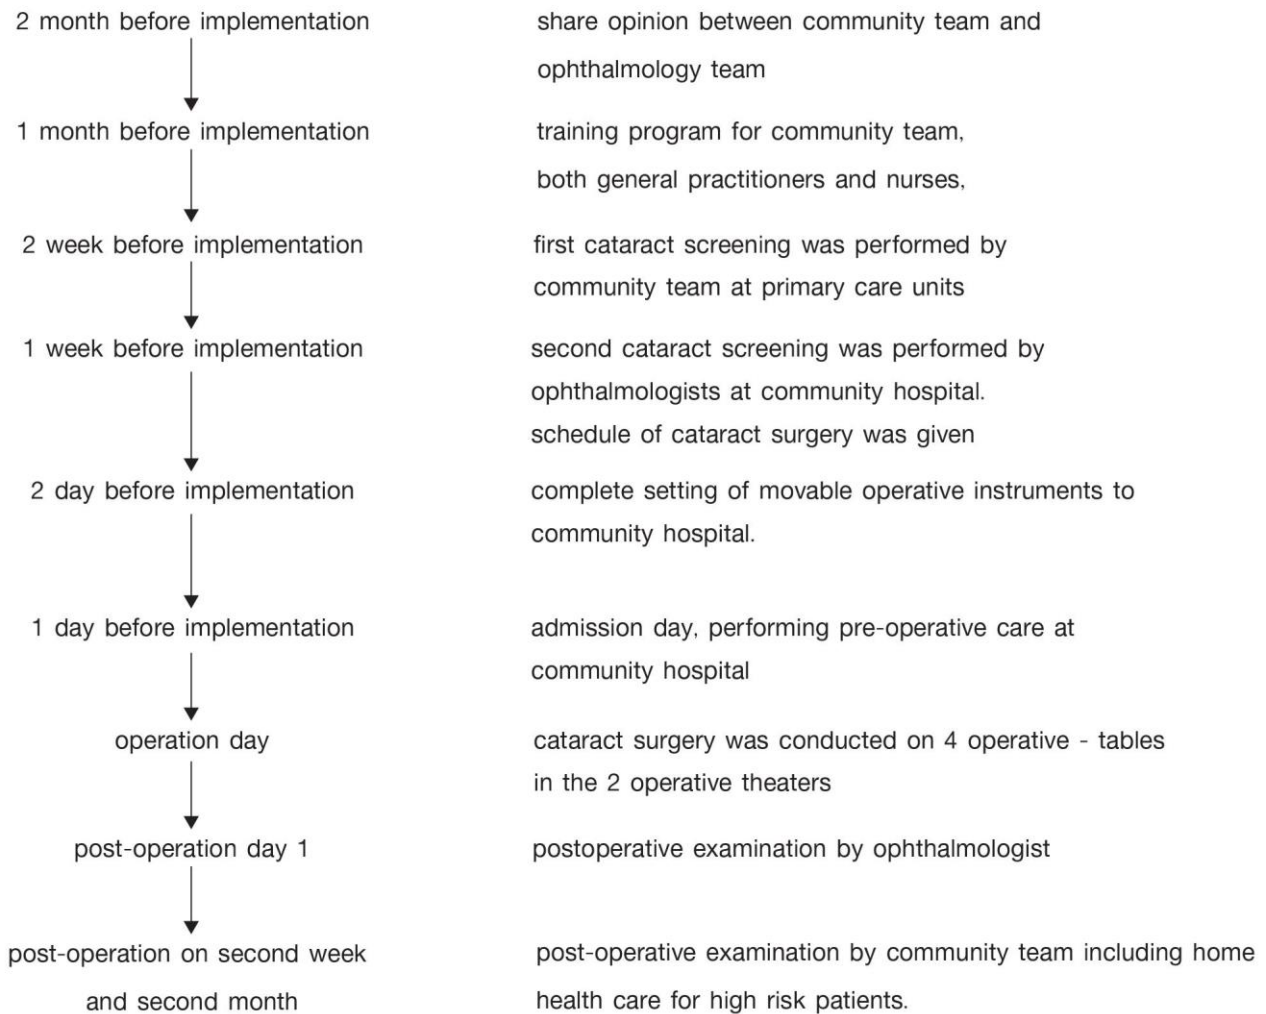 2 month before implementation
share opinion between community team and
ophthalmology team
1 month before implementation
training program for community team,
both general practitioners and nurses,
2 week before implementation
first cataract screening was performed by
community team at primary care units
1 week before implementation
second cataract screening was performed by
ophthalmologists at community hospital.
schedule of cataract surgery was given
2 day before implementation
complete setting of movable operative instruments to
community hospital.
1 day before implementation
admission day, performing pre-operative care at
community hospital
operation day
cataract surgery was conducted on 4 operative - tables
in the 2 operative theaters
post-operation day 1
postoperative examination by ophthalmologist
post-operation on second week
and second month
post-operative examination by community team including home
health care for high risk patients.